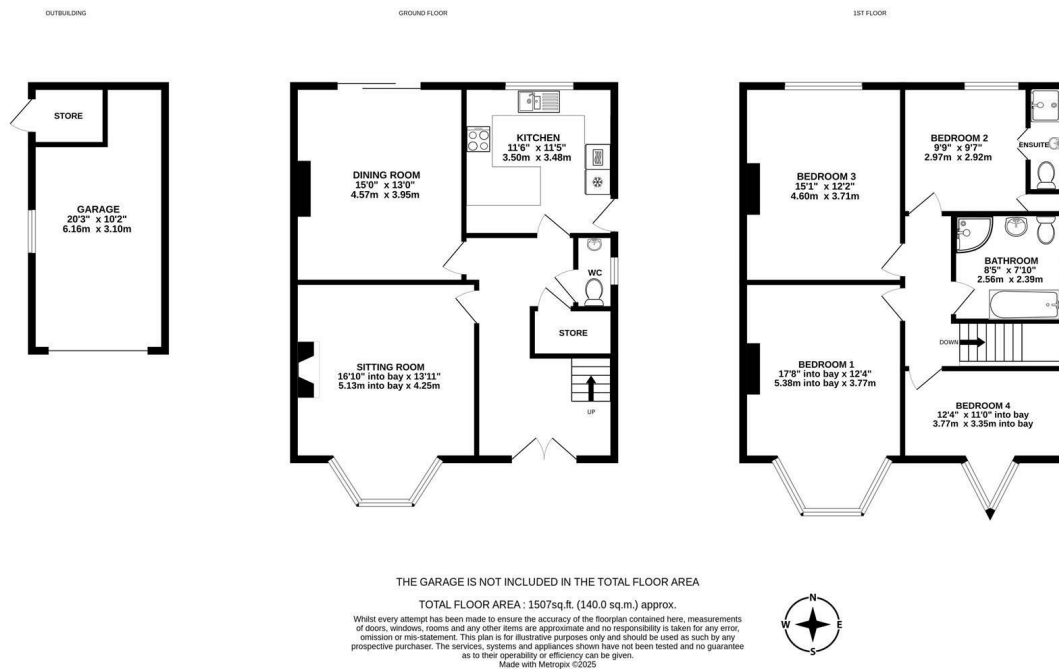 OUTBUILDING
STORE
GARAGE
20'3" x 10'2"
6.16m x 3.10m
GROUND FLOOR
DINING ROOM
15'0" x 13'0"
4.57m x 3.95m
KITCHEN
11'6" x 11'5"
3.50m x 3.48m
WC
STORE
SITTING ROOM
16'10" into bay x 13'11"
5.13m into bay x 4.25m
UP
1ST FLOOR
BEDROOM 3
15'1" x 12'2"
4.60m x 3.71m
BEDROOM 2
9'9" x 9'7"
2.97m x 2.92m
ENSUITE
BATHROOM
8'5" x 7'10"
2.56m x 2.39m
DOWN
BEDROOM 1
17'8" into bay x 12'4"
5.38m into bay x 3.77m
BEDROOM 4
12'4" x 11'0" into bay
3.77m x 3.35m into bay
THE GARAGE IS NOT INCLUDED IN THE TOTAL FLOOR AREA
TOTAL FLOOR AREA : 1507sq.ft. (140.0 sq.m.) approx.
Whilst every attempt has been made to ensure the accuracy of the floorplan contained here, measurements
of doors, windows, rooms and any other items are approximate and no responsibility is taken for any error,
omission or mis-statement. This plan is for illustrative purposes only and should be used as such by any
prospective purchaser. The services, systems and appliances shown have not been tested and no guarantee
as to their operability or efficiency can be given.
Made with Metropix ©2025
N
W E
S